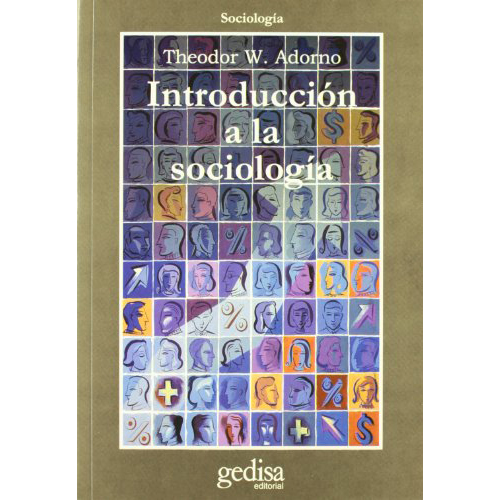 Sociología
Theodor W. Adorno
Introducción
a la
sociología
gedisa
editorial